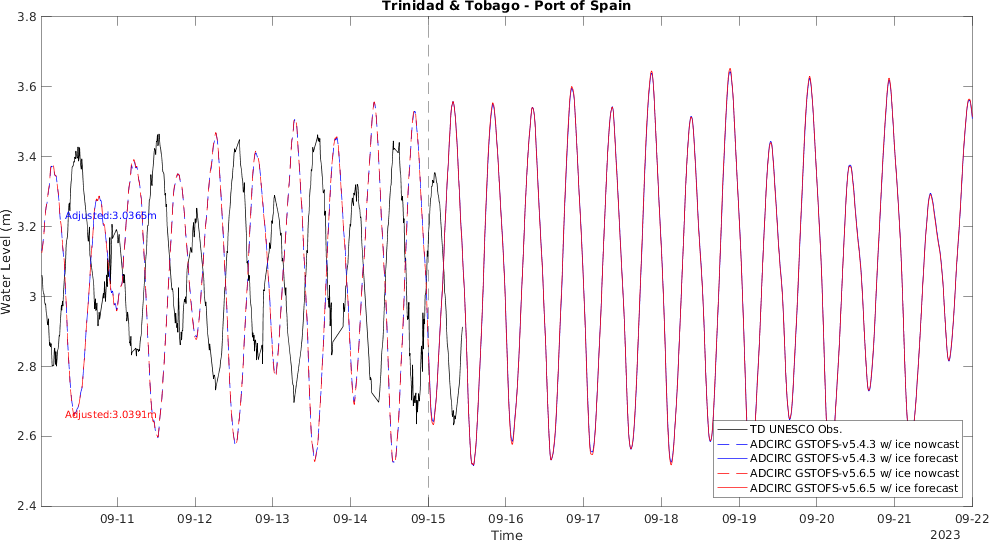 Trinidad & Tobago - Port of Spain
3.8
3.6
3.4
3.2
3
2.8
2.6
2.4
Water Level (m)
Adjusted:3.0365m
Adjusted:3.0391m
TD UNESCO Obs.
ADCIRC GSTOFS-v5.4.3 w/ ice nowcast
ADCIRC GSTOFS-v5.4.3 w/ ice forecast
ADCIRC GSTOFS-v5.6.5 w/ ice nowcast
ADCIRC GSTOFS-v5.6.5 w/ ice forecast
09-11 09-12 09-13 09-14 09-15 09-16 09-17 09-18 09-19 09-20 09-21 09-22
Time
2023